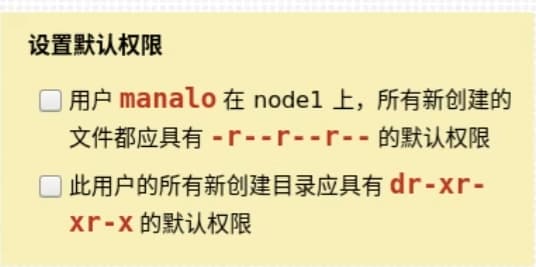 设置默认权限
用户 manalo 在 node1 上，所有新创建的
文件都应具有 -r--r--r-- 的默认权限
此用户的所有新创建目录应具有 dr-xr-
xr-x 的默认权限